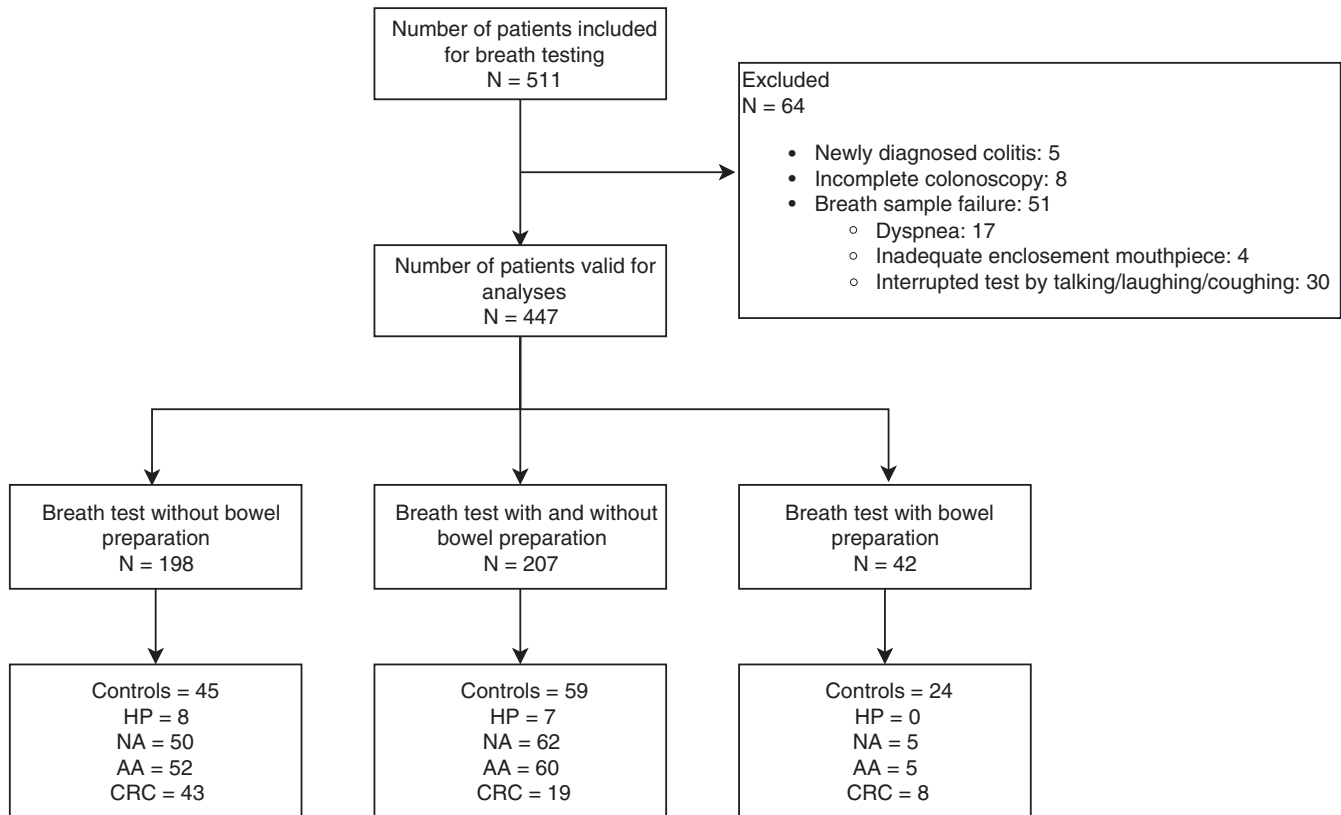 Number of patients included
for breath testing
N = 511
Excluded
N = 64
• Newly diagnosed colitis: 5
• Incomplete colonoscopy: 8
• Breath sample failure: 51
○ Dyspnea: 17
○ Inadequate enclosement mouthpiece: 4
○ Interrupted test by talking/laughing/coughing: 30
Number of patients valid for
analyses
N = 447
Breath test without bowel
preparation
N = 198
Breath test with and without
bowel preparation
N = 207
Breath test with bowel
preparation
N = 42
Controls = 45
HP = 8
NA = 50
AA = 52
CRC = 43
Controls = 59
HP = 7
NA = 62
AA = 60
CRC = 19
Controls = 24
HP = 0
NA = 5
AA = 5
CRC = 8